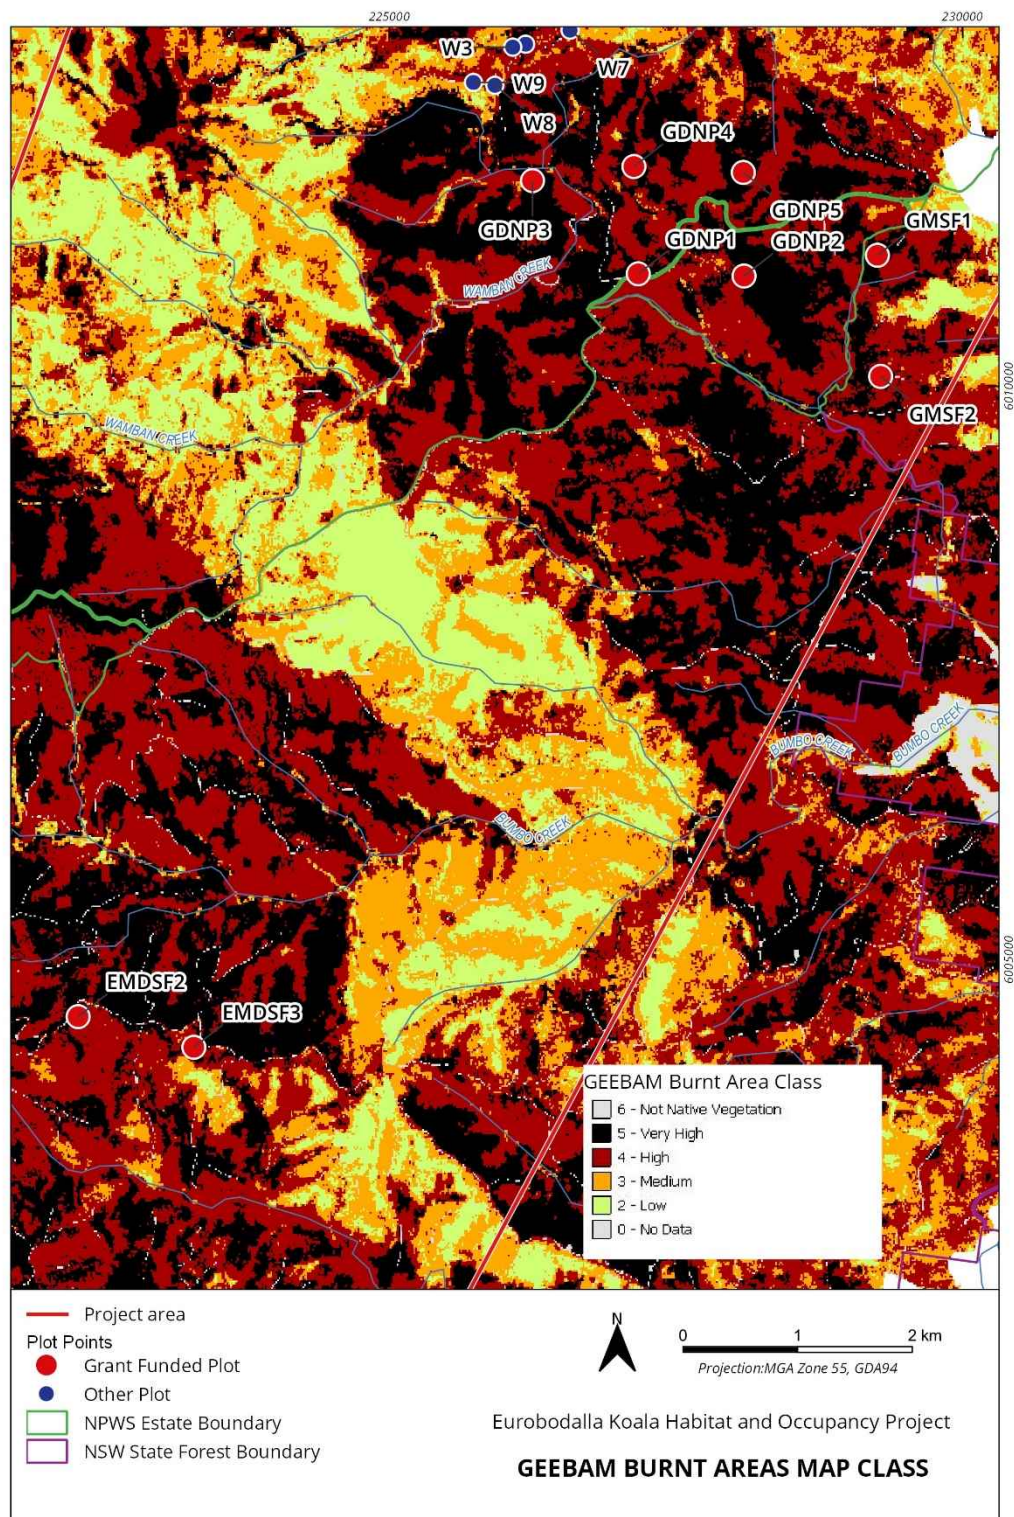 225000
230000
W3
W7
W9
W8
GDNP4
GDNP5
GDNP3
GDNP1
GDNP2
GMSF1
WAMBAN CREEK
6010000
GMSF2
WAMBAN CREEK
BUMBO CREEK
BUMBO CREEK
BUMBO CREEK
6005000
EMDSF2
EMDSF3
GEEBAM Burnt Area Class
6 - Not Native Vegetation
5 - Very High
4 - High
3 - Medium
2 - Low
0 - No Data
Project area
Plot Points
Grant Funded Plot
Other Plot
NPWS Estate Boundary
NSW State Forest Boundary
N
0 1 2 km
Projection:MGA Zone 55, GDA94
Eurobodalla Koala Habitat and Occupancy Project
GEEBAM BURNT AREAS MAP CLASS